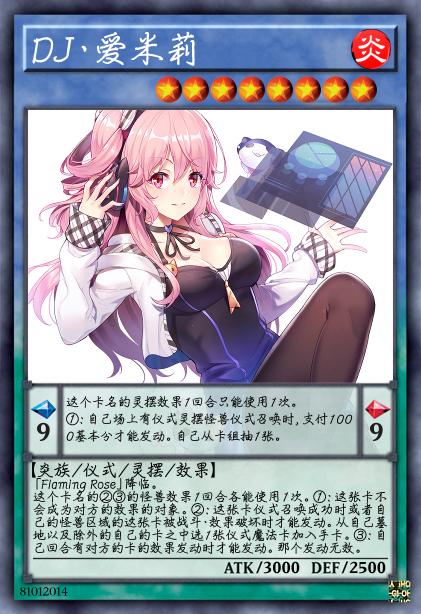 DJ·爱米莉
炎
这个卡名的灵摆效果1回合只能使用1次。
①：自己场上有仪式灵摆怪兽仪式召唤时,支付100
0基本分才能发动。自己从卡组抽1张。
9
9
【炎族/仪式/灵摆/效果】
「Flaming Rose」降临。
这个卡名的②③的怪兽效果1回合各能使用1次。①：这张卡不
会成为对方的效果的对象。②：这张卡仪式召唤成功时或者自
己的怪兽区域的这张卡被战斗·效果破坏时才能发动。从自己墓
地以及除外的自己的卡之中选1张仪式魔法卡加入手卡。③：自
己回合有对方的卡的效果发动时才能发动。那个发动无效。
ATK/3000 DEF/2500
81012014